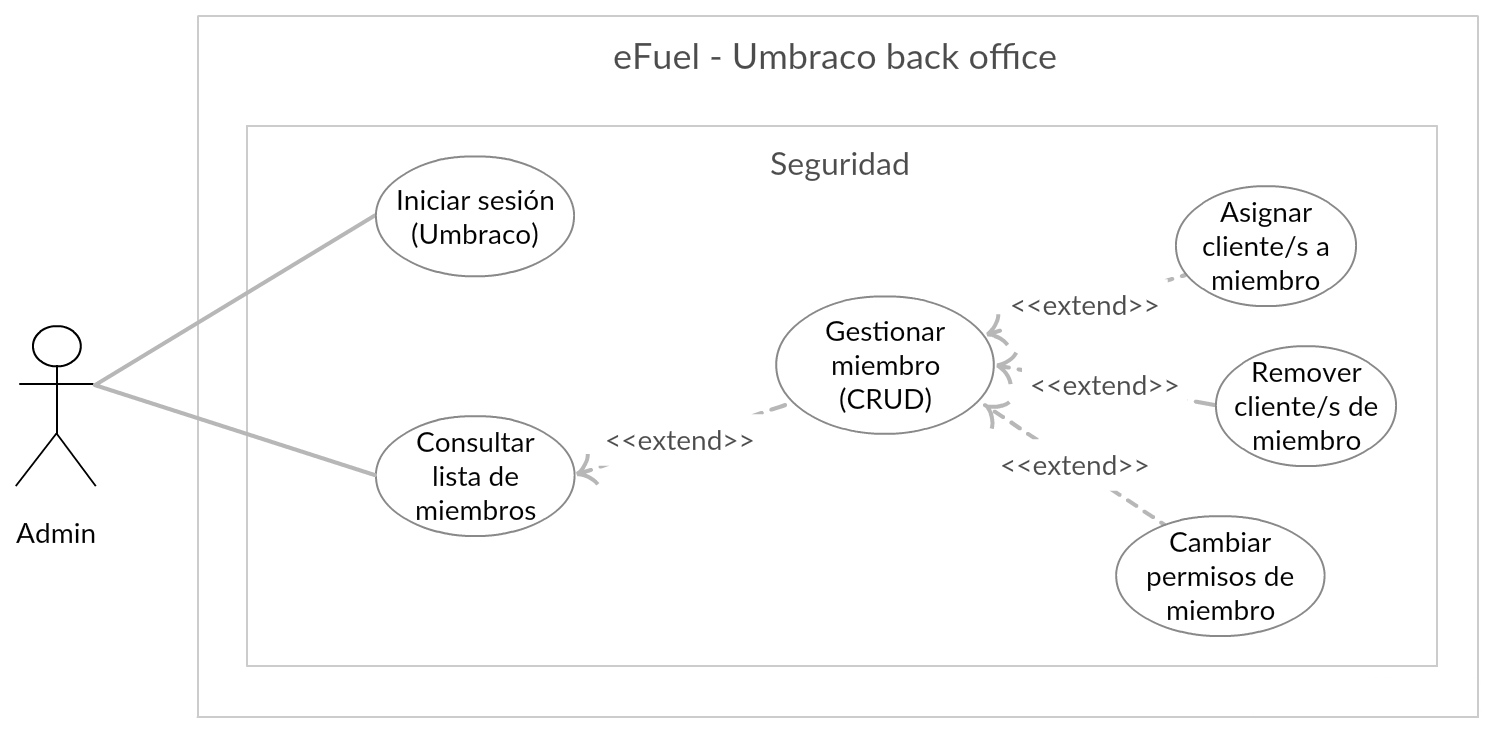 eFuel - Umbraco back office
Seguridad
Iniciar sesión
(Umbraco)
Asignar
cliente/s a
miembro
<<extend>>
Gestionar
miembro
(CRUD)
<<extend>>
Remover
cliente/s de
miembro
Consultar
lista de
miembros
<<extend>>
<<extend>>
Cambiar
permisos de
miembro
Admin